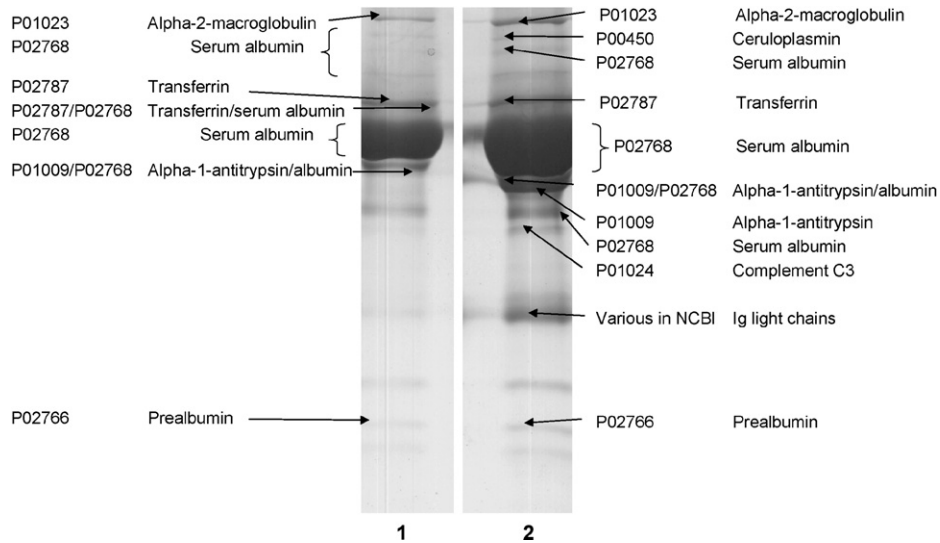 P01023 Alpha-2-macroglobulin
P02768 Serum albumin
P02787 Transferrin
P02787/P02768 Transferrin/serum albumin
P02768 Serum albumin
P01009/P02768 Alpha-1-antitrypsin/albumin
P02766 Prealbumin
P01023 Alpha-2-macroglobulin
P00450 Ceruloplasmin
P02768 Serum albumin
P02787 Transferrin
P02768 Serum albumin
P01009/P02768 Alpha-1-antitrypsin/albumin
P01009 Alpha-1-antitrypsin
P02768 Serum albumin
P01024 Complement C3
Various in NCBI Ig light chains
P02766 Prealbumin
1 2